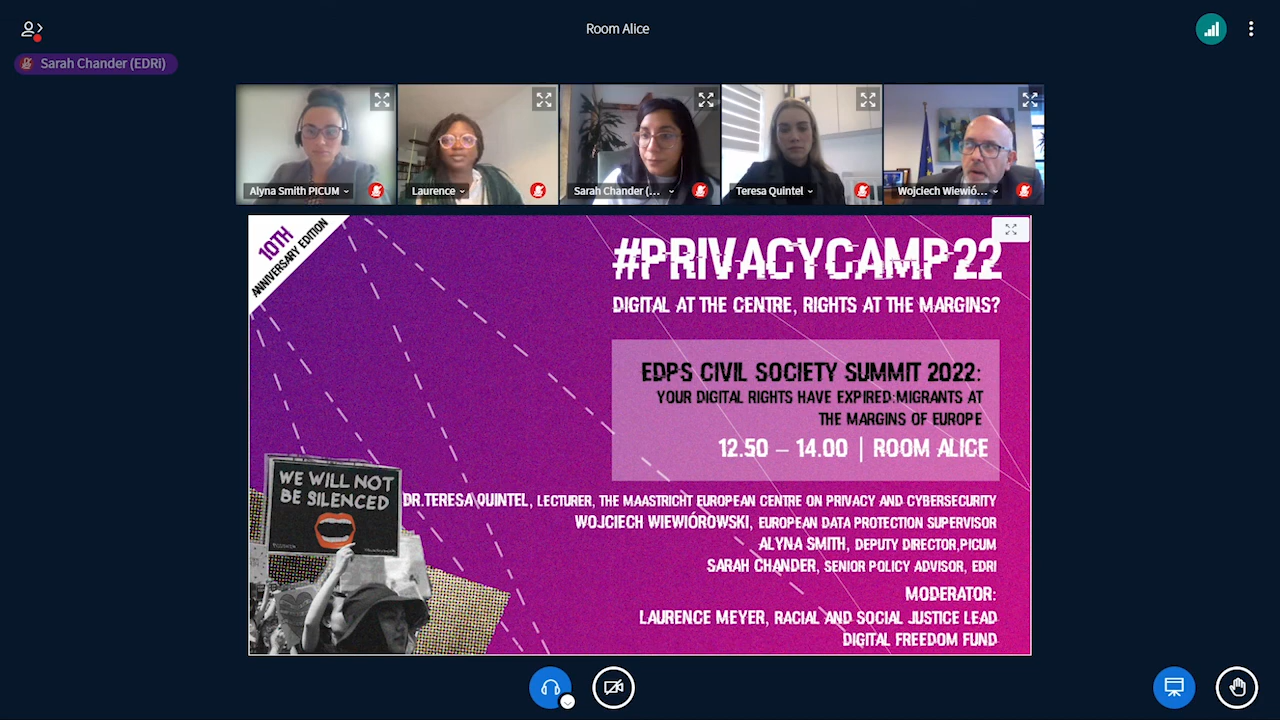 Room Alice
Sarah Chander (EDRi)
Alyna Smith PICUM
Laurence
Sarah Chander (...
Teresa Quintel
Wojciech Wiewió...
10TH
ANNIVERSARY EDITION
#PRIVACYCAMP22
DIGITAL AT THE CENTRE, RIGHTS AT THE MARGINS?
EDPS CIVIL SOCIETY SUMMIT 2022:
YOUR DIGITAL RIGHTS HAVE EXPIRED:MIGRANTS AT
THE MARGINS OF EUROPE
12.50 – 14.00 | ROOM ALICE
WE WILL NOT
BE SILENCED
DR.TERESA QUINTEL, LECTURER, THE MAASTRICHT EUROPEAN CENTRE ON PRIVACY AND CYBERSECURITY
WOJCIECH WIEWIÓROWSKI, EUROPEAN DATA PROTECTION SUPERVISOR
ALYNA SMITH, DEPUTY DIRECTOR,PICUM
SARAH CHANDER, SENIOR POLICY ADVISOR, EDRI
MODERATOR:
LAURENCE MEYER, RACIAL AND SOCIAL JUSTICE LEAD
DIGITAL FREEDOM FUND